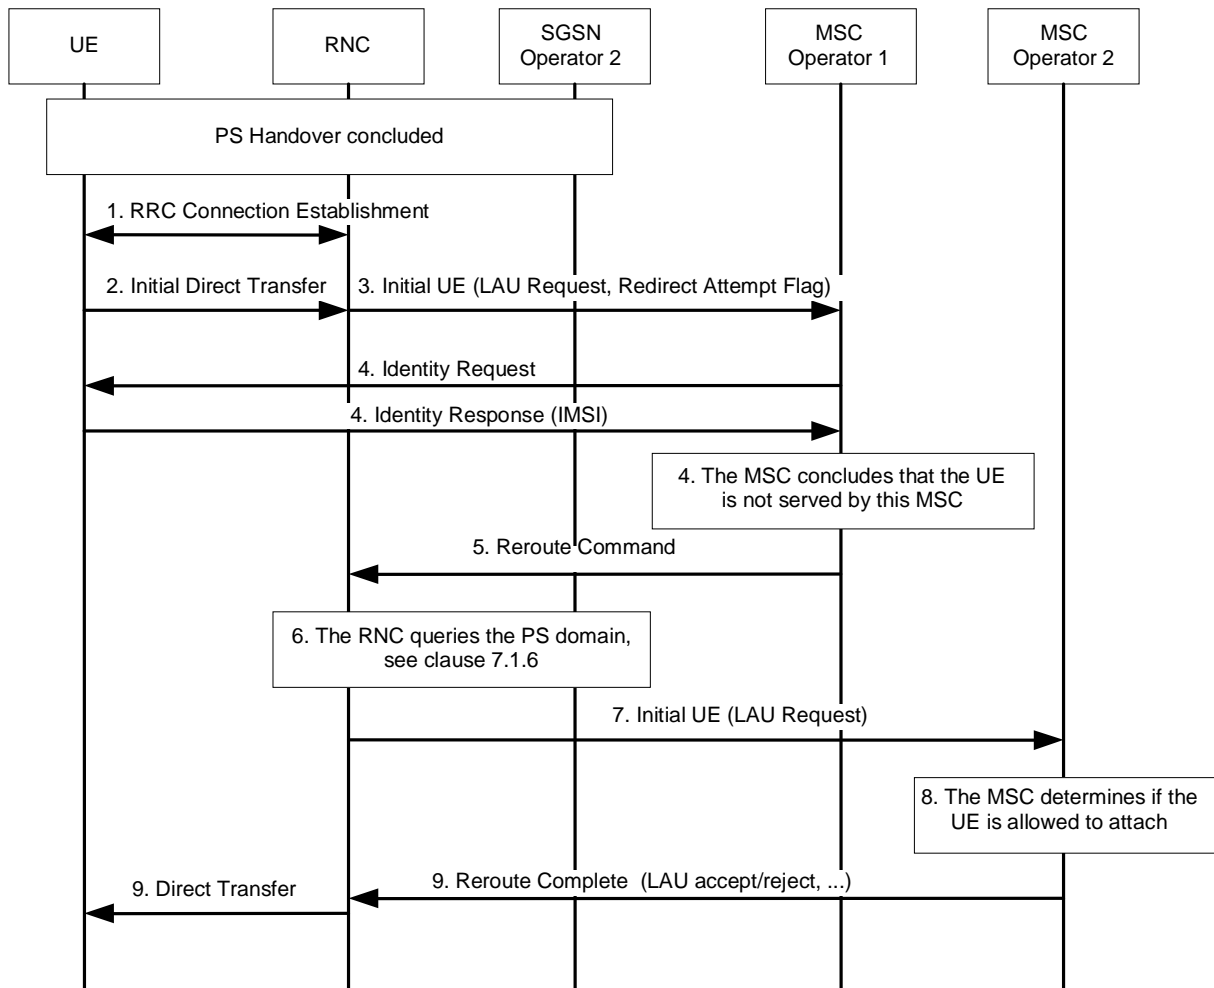 UE
RNC
SGSN
Operator 2
MSC
Operator 1
MSC
Operator 2
PS Handover concluded
1. RRC Connection Establishment
2. Initial Direct Transfer
3. Initial UE (LAU Request, Redirect Attempt Flag)
4. Identity Request
4. Identity Response (IMSI)
4. The MSC concludes that the UE
is not served by this MSC
5. Reroute Command
6. The RNC queries the PS domain,
see clause 7.1.6
7. Initial UE (LAU Request)
8. The MSC determines if the
UE is allowed to attach
9. Direct Transfer
9. Reroute Complete (LAU accept/reject, ...)